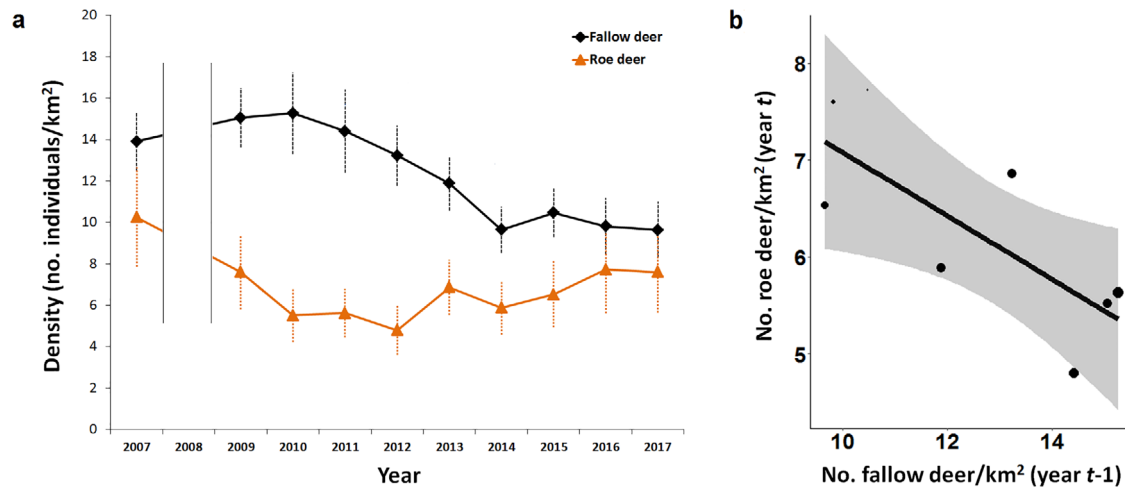 a
20
18
16
14
12
10
8
6
4
2
0
Density (no. individuals/km²)
Fallow deer
Roe deer
2007 2008 2009 2010 2011 2012 2013 2014 2015 2016 2017
Year
b
8
7
6
5
No. roe deer/km² (year t)
10 12 14
No. fallow deer/km² (year t-1)